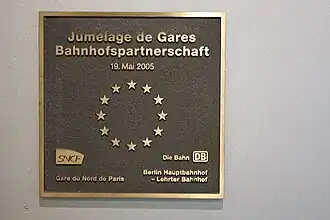 Jumelage de Gares
Bahnhofspartnerschaft
19. Mai 2005
SNCF
Die Bahn DB
Gare du Nord de Paris
Berlin Hauptbahnhof
– Lehrter Bahnhof